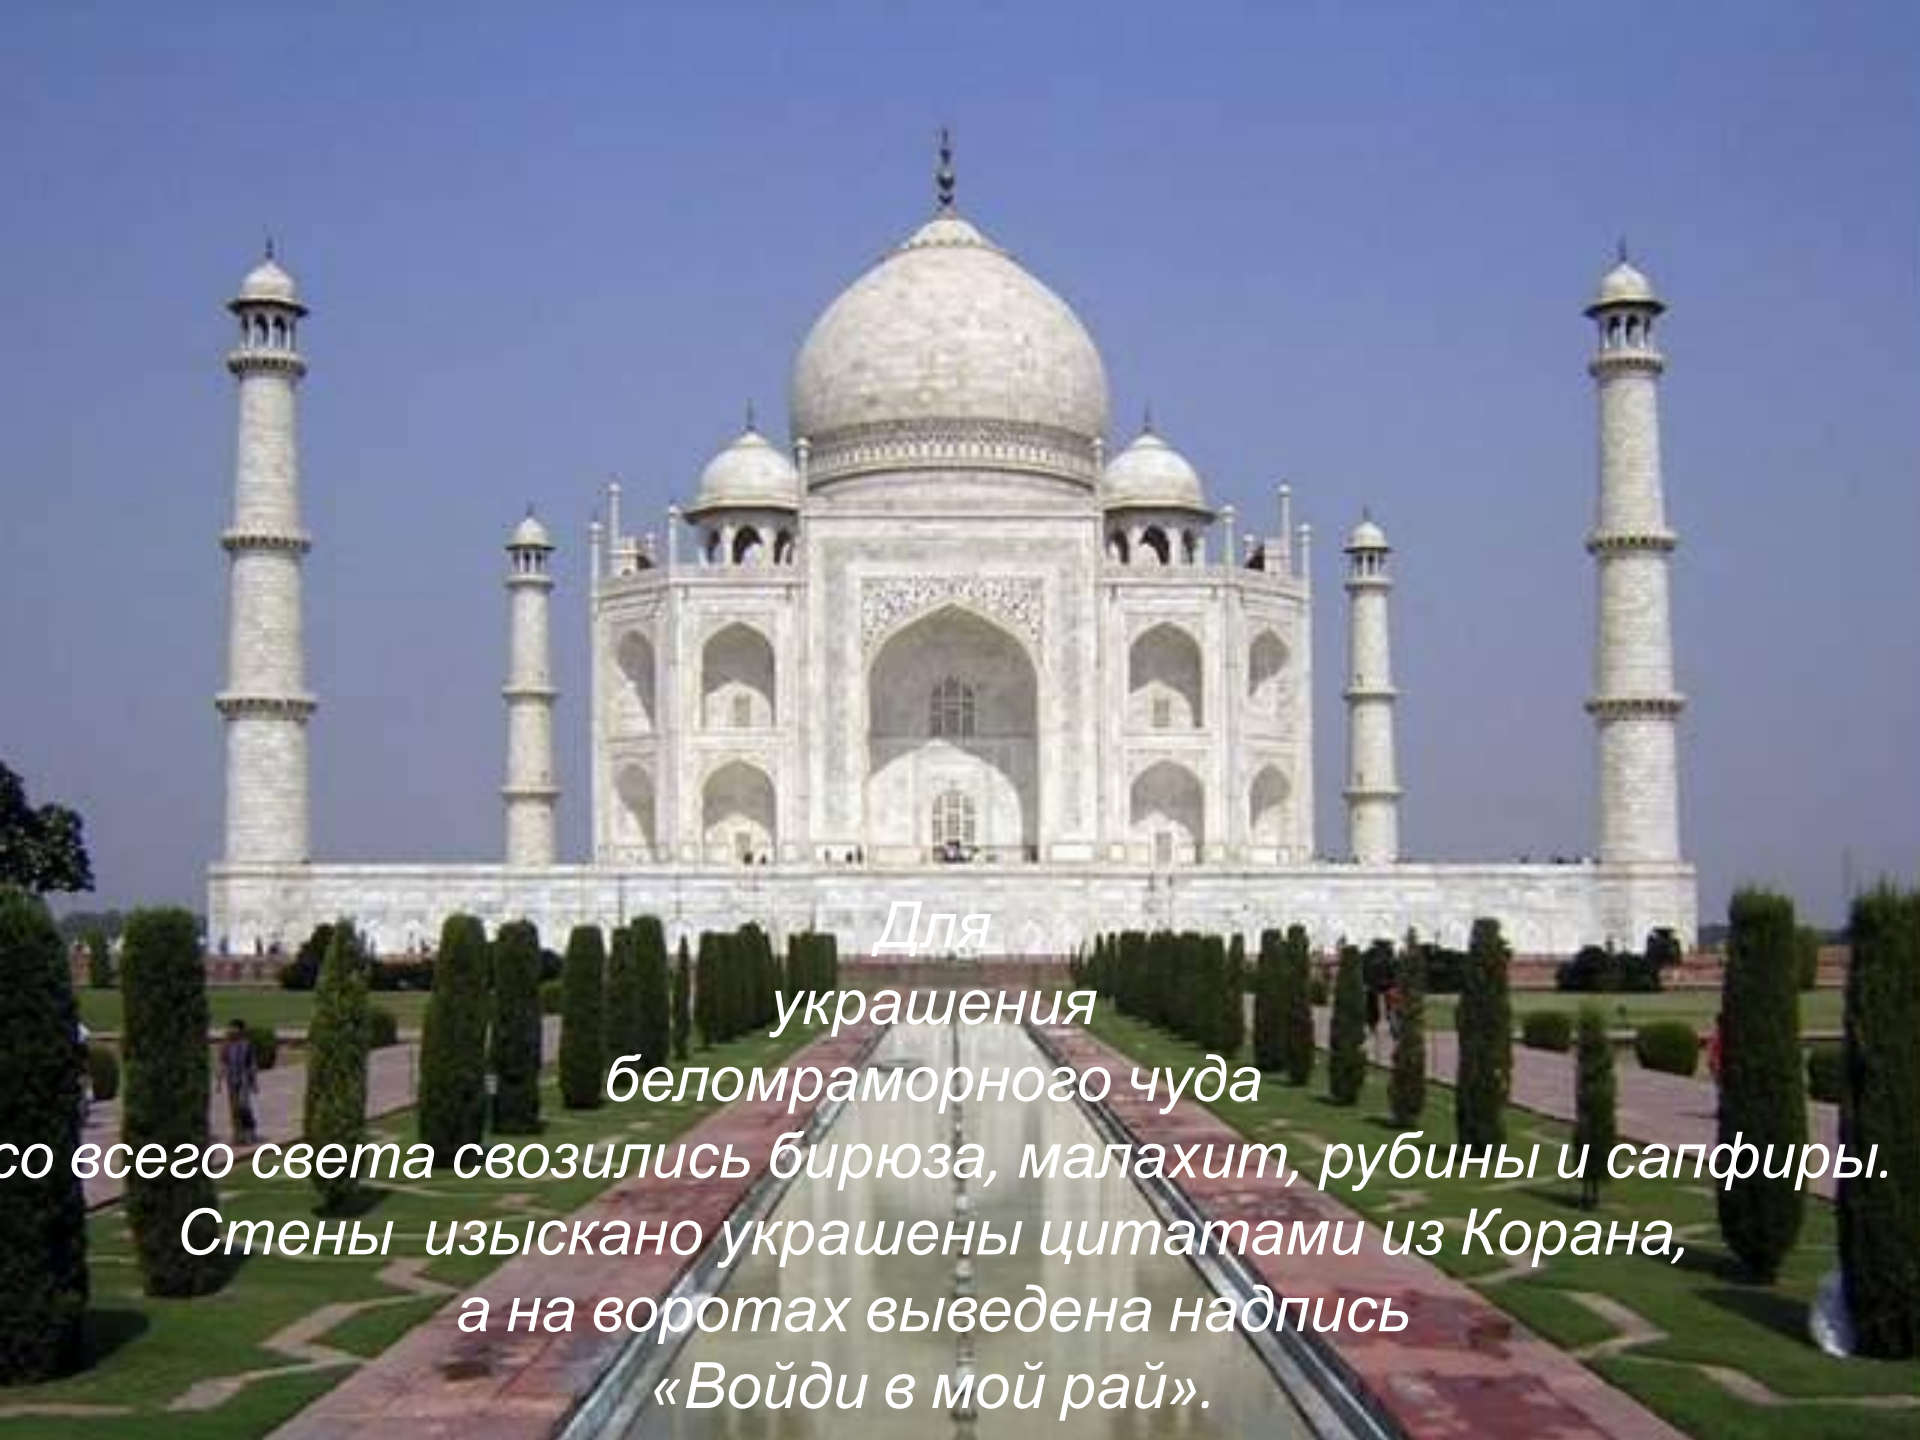 Для
украшения
беломраморного чуда
со всего света свозились бирюза, малахит, рубины и сапфиры.
Стены  изыскано украшены цитатами из Корана,
а на воротах выведена надпись
«Войди в мой рай».